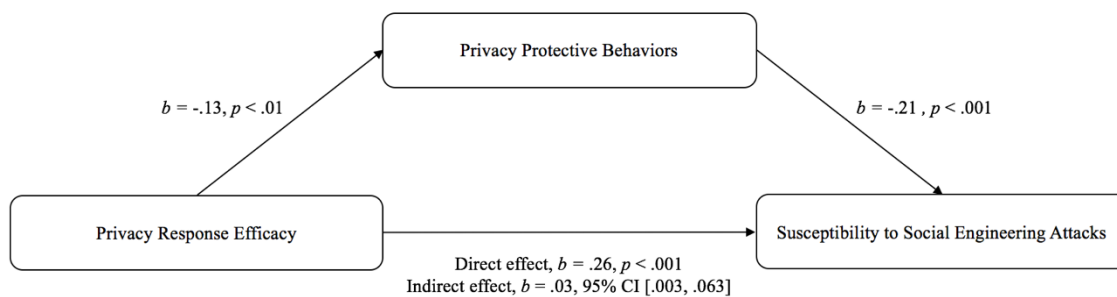 Privacy Protective Behaviors
b = -.13, p < .01
b = -.21 , p < .001
Privacy Response Efficacy
Susceptibility to Social Engineering Attacks
Direct effect, b = .26, p < .001
Indirect effect, b = .03, 95% CI [.003, .063]